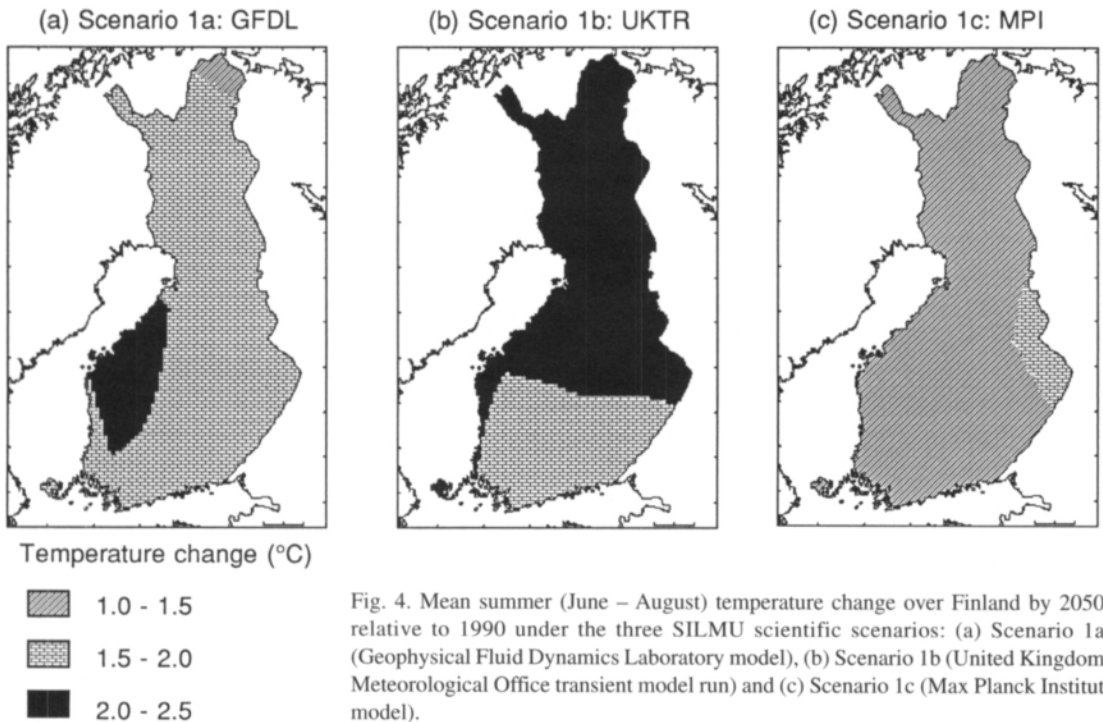 (a) Scenario 1a: GFDL
(b) Scenario 1b: UKTR
(c) Scenario 1c: MPI
Temperature change (°C)
1.0 - 1.5
1.5 - 2.0
2.0 - 2.5
Fig. 4. Mean summer (June – August) temperature change over Finland by 2050
relative to 1990 under the three SILMU scientific scenarios: (a) Scenario 1a
(Geophysical Fluid Dynamics Laboratory model), (b) Scenario 1b (United Kingdom
Meteorological Office transient model run) and (c) Scenario 1c (Max Planck Institut
model).